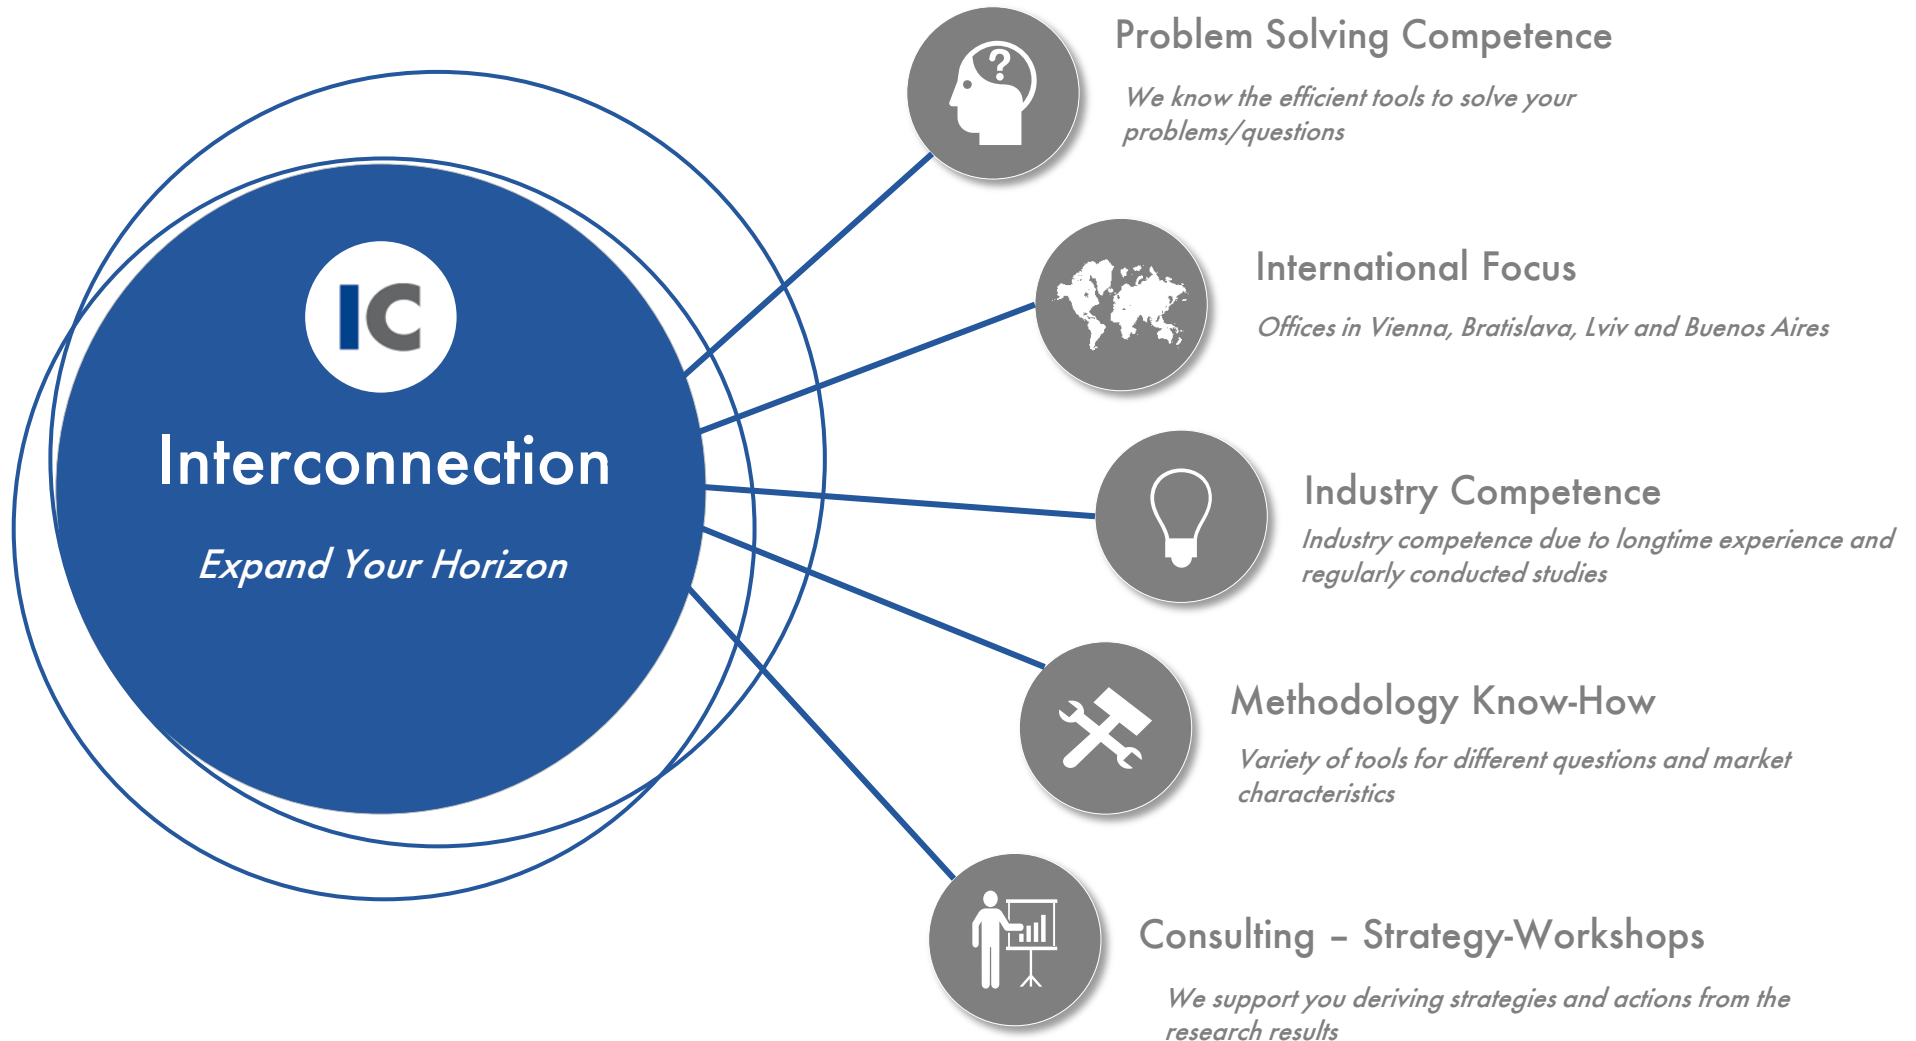 IC
Interconnection
Expand Your Horizon
?
Problem Solving Competence
We know the efficient tools to solve your
problems/questions
International Focus
Offices in Vienna, Bratislava, Lviv and Buenos Aires
Industry Competence
Industry competence due to longtime experience and
regularly conducted studies
Methodology Know-How
Variety of tools for different questions and market
characteristics
Consulting – Strategy-Workshops
We support you deriving strategies and actions from the
research results